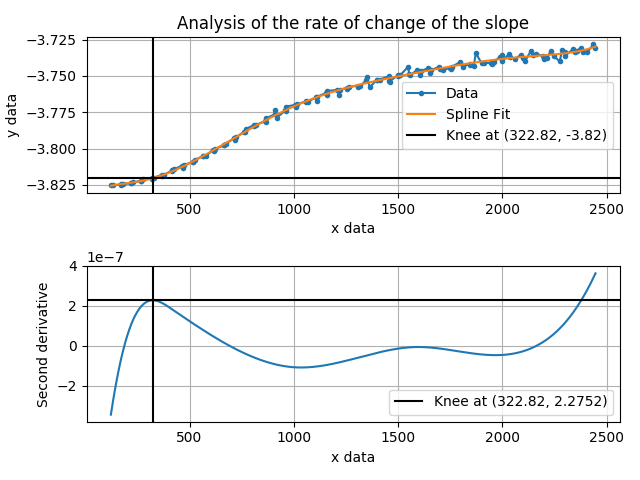 Analysis of the rate of change of the slope
−3.725
−3.750
−3.775
−3.800
−3.825
y data
Data
Spline Fit
Knee at (322.82, -3.82)
500 1000 1500 2000 2500
x data
1e−7
4
2
0
−2
Second derivative
Knee at (322.82, 2.2752)
500 1000 1500 2000 2500
x data